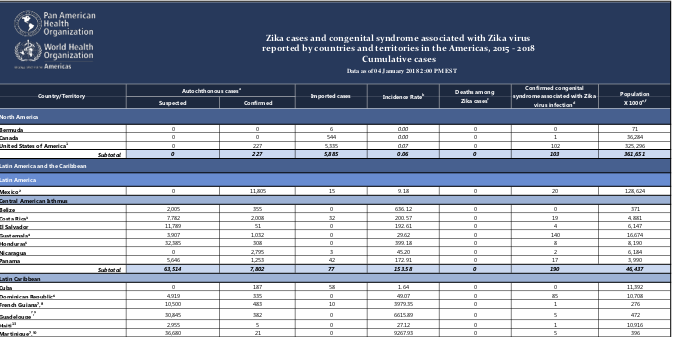 Pan American
Health
Organization
World Health
Organization
Americas
Zika cases and congenital syndrome associated with Zika virus
reported by countries and territories in the Americas, 2015 - 2018
Cumulative cases
Data as of 04 January 2018 2:00 PM EST
Country/Territory Autochthonous casesᵃ Imported cases Incidence Rateᵇ Deaths among Zika casesᶜ Confirmed congenital syndrome associated with Zika virus infectionᵈ Population X 1000ᵉ,ᶠ
Suspected Confirmed
North America
Bermuda 0 0 6 0.00 0 0 71
Canada 0 0 544 0.00 0 1 36,284
United States of America 0 227 5,335 0.07 0 102 325,296
Subtotal 0 227 5,885 0.06 0 103 361,651
Latin America and the Caribbean
Latin America
Mexico 0 11,805 15 9.18 0 20 128,624
Central American Isthmus
Belize 2,005 355 0 636.12 0 0 371
Costa Rica 7,782 2,008 32 200.57 0 19 4,881
El Salvador 11,789 51 0 192.61 0 4 6,147
Guatemala 3,907 1,032 0 29.62 0 140 16,674
Honduras 32,385 308 0 399.18 0 8 8,190
Nicaragua 0 2,795 3 45.20 0 2 6,184
Panama 5,646 1,253 42 172.91 0 17 3,990
Subtotal 63,514 7,802 77 153.58 0 190 46,437
Latin Caribbean
Cuba 0 187 58 1.64 0 0 11,392
Dominican Republic 4,919 335 0 49.07 0 85 10,708
French Guiana 10,500 483 10 3979.35 0 1 276
Guadeloupe 30,845 382 0 6615.89 0 5 472
Haiti 2,955 5 0 27.12 0 1 10,916
Martinique 36,680 21 0 9267.93 0 5 396